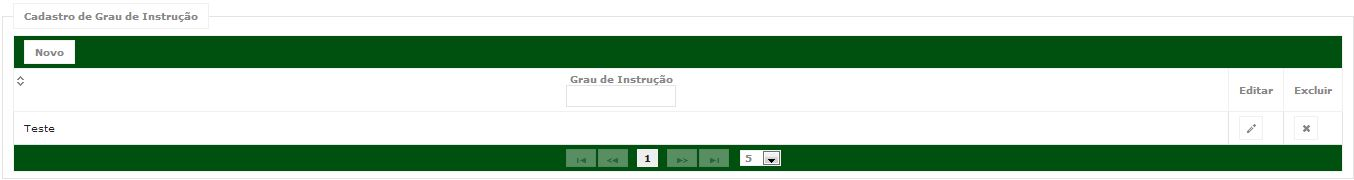 Cadastro de Grau de Instrução
Novo
Grau de Instrução
Editar Excluir
Teste
1 5